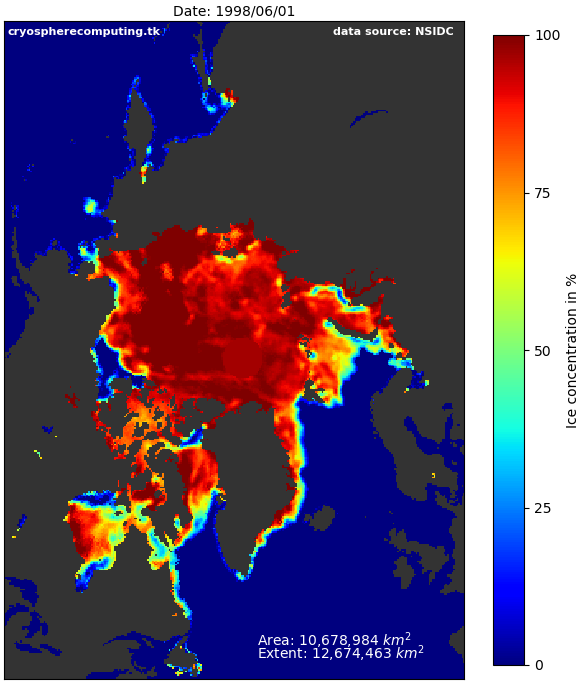 Date: 1998/06/01
cryospherecomputing.tk
data source: NSIDC
100
75
50
25
0
Ice concentration in %
Area: 10,678,984 km²
Extent: 12,674,463 km²